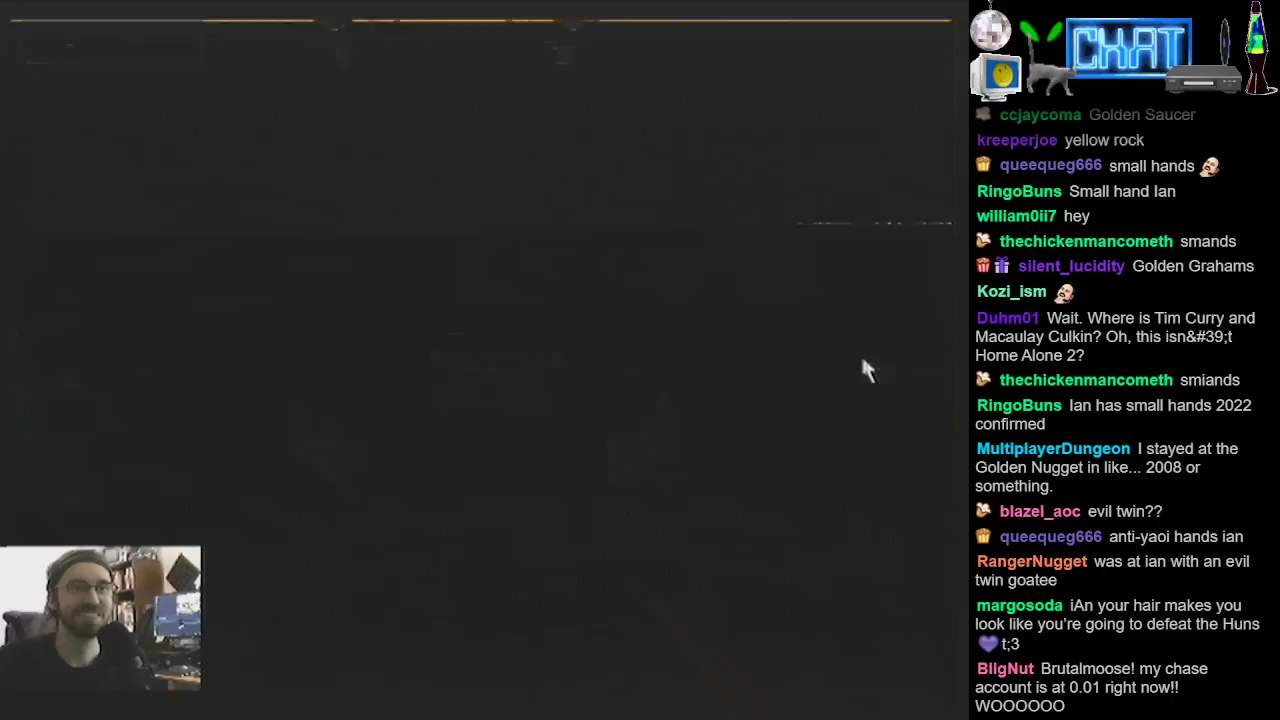 CHAT
ccjaycoma Golden Saucer
kreeperjoe yellow rock
queequeg666 small hands
RingoBuns Small hand Ian
william0ii7 hey
thechickenmancometh smands
silent_lucidity Golden Grahams
Kozi_ism
Duhm01 Wait. Where is Tim Curry and
Macaulay Culkin? Oh, this isn&#39;t
Home Alone 2?
thechickenmancometh smiands
RingoBuns Ian has small hands 2022
confirmed
MultiplayerDungeon I stayed at the
Golden Nugget in like... 2008 or
something.
blazel_aoc evil twin??
queequeg666 anti-yaoi hands ian
RangerNugget was at ian with an evil
twin goatee
margosoda iAn your hair makes you
look like you're going to defeat the Huns
t;3
BilgNut Brutalmoose! my chase
account is at 0.01 right now!!
WOOOOOO